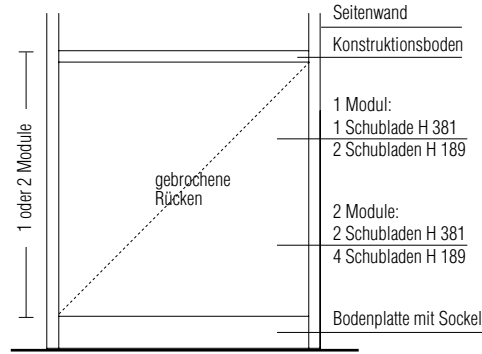 Seitenwand
Konstruktionsboden
1 oder 2 Module
1 Modul:
1 Schublade H 381
2 Schubladen H 189
gebrochene
Rücken
2 Module:
2 Schubladen H 381
4 Schubladen H 189
Bodenplatte mit Sockel